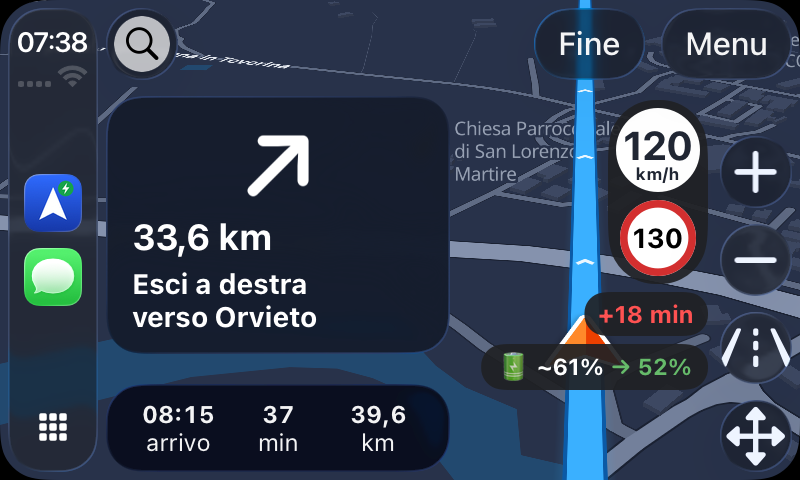 07:38
Fine
Menu
Chiesa Parrocchiale
di San Lorenzo
Martire
120
km/h
130
33,6 km
Esci a destra
verso Orvieto
+18 min
~61% → 52%
08:15
arrivo
37
min
39,6
km